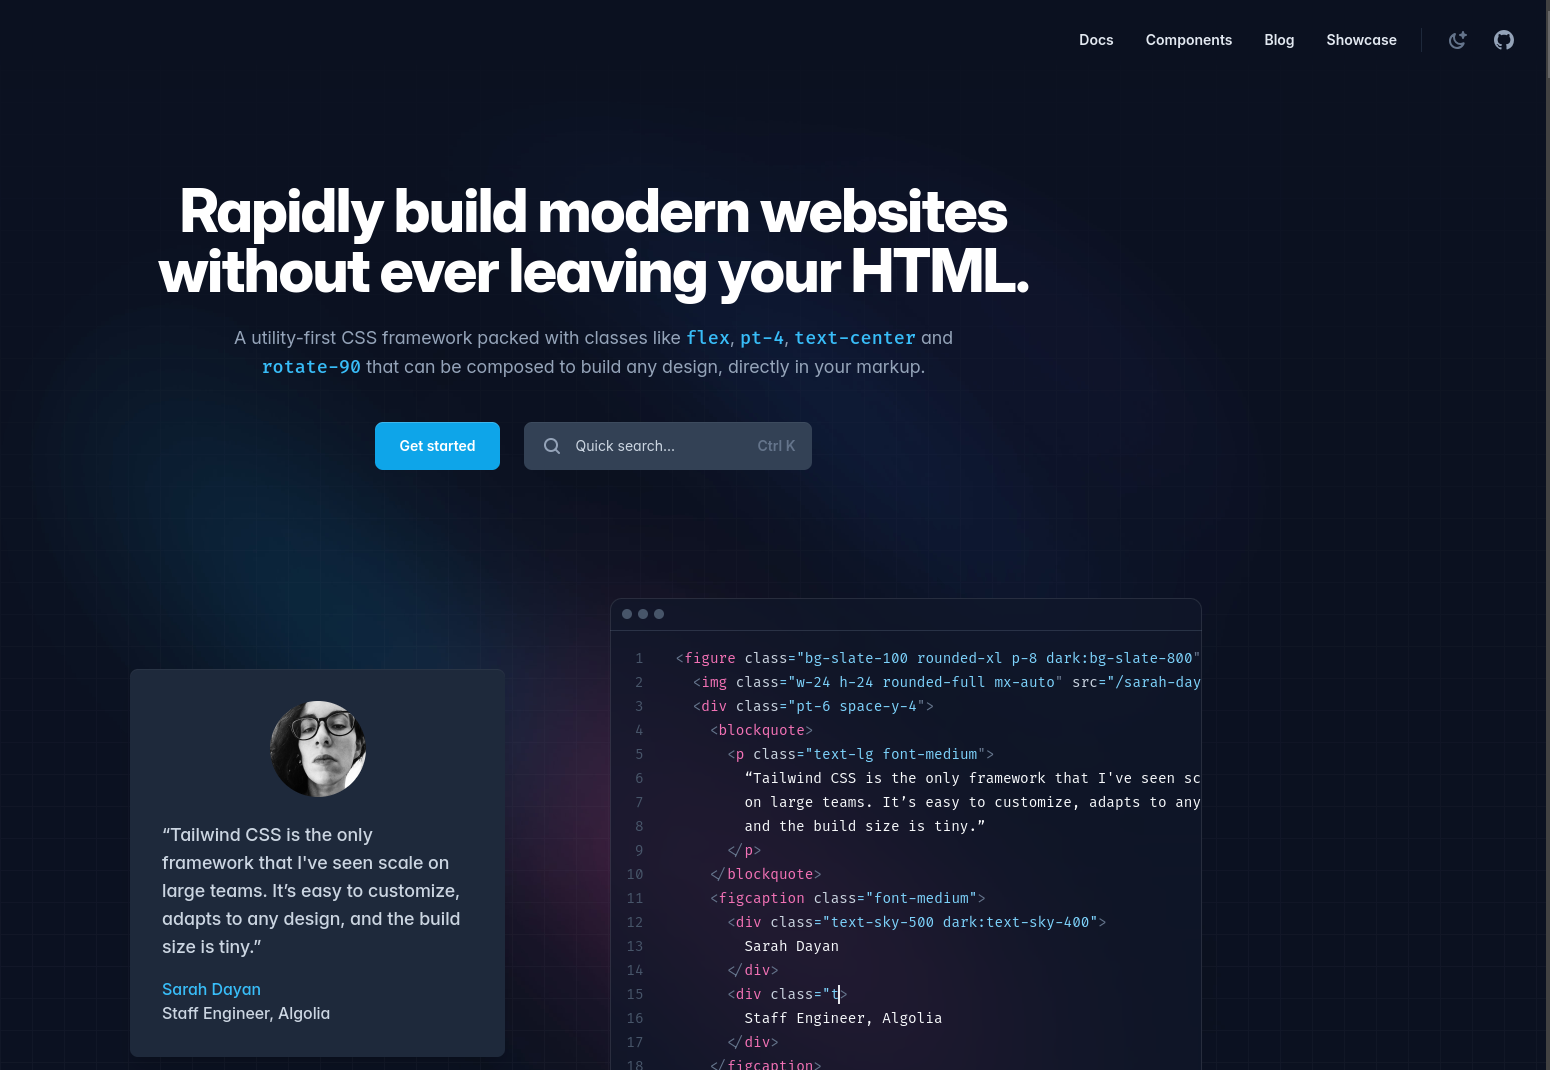 Docs Components Blog Showcase
Rapidly build modern websites
without ever leaving your HTML.
A utility-first CSS framework packed with classes like flex, pt-4, text-center and
rotate-90 that can be composed to build any design, directly in your markup.
Get started
Quick search... Ctrl K
“Tailwind CSS is the only
framework that I've seen scale on
large teams. It’s easy to customize,
adapts to any design, and the build
size is tiny.”
Sarah Dayan
Staff Engineer, Algolia
1 <figure class="bg-slate-100 rounded-xl p-8 dark:bg-slate-800"
2 <img class="w-24 h-24 rounded-full mx-auto" src="/sarah-day
3 <div class="pt-6 space-y-4">
4 <blockquote>
5 <p class="text-lg font-medium">
6 “Tailwind CSS is the only framework that I've seen sc
7 on large teams. It’s easy to customize, adapts to any
8 and the build size is tiny.”
9 </p>
10 </blockquote>
11 <figcaption class="font-medium">
12 <div class="text-sky-500 dark:text-sky-400">
13 Sarah Dayan
14 </div>
15 <div class="t>
16 Staff Engineer, Algolia
17 </div>
18 </figcaption>